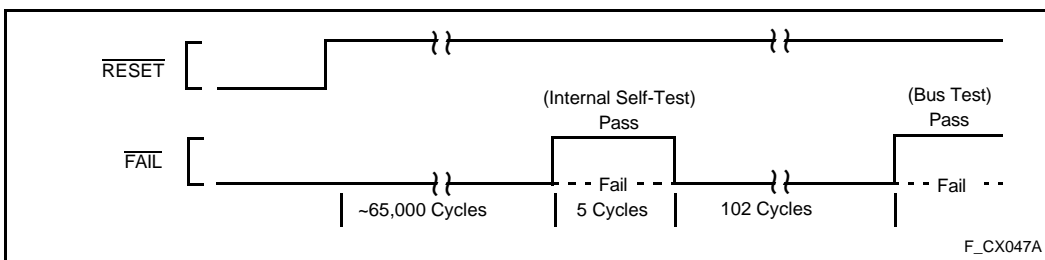 RESET
(Internal Self-Test)
Pass
(Bus Test)
Pass
FAIL
Fail
Fail
~65,000 Cycles
5 Cycles
102 Cycles
F_CX047A